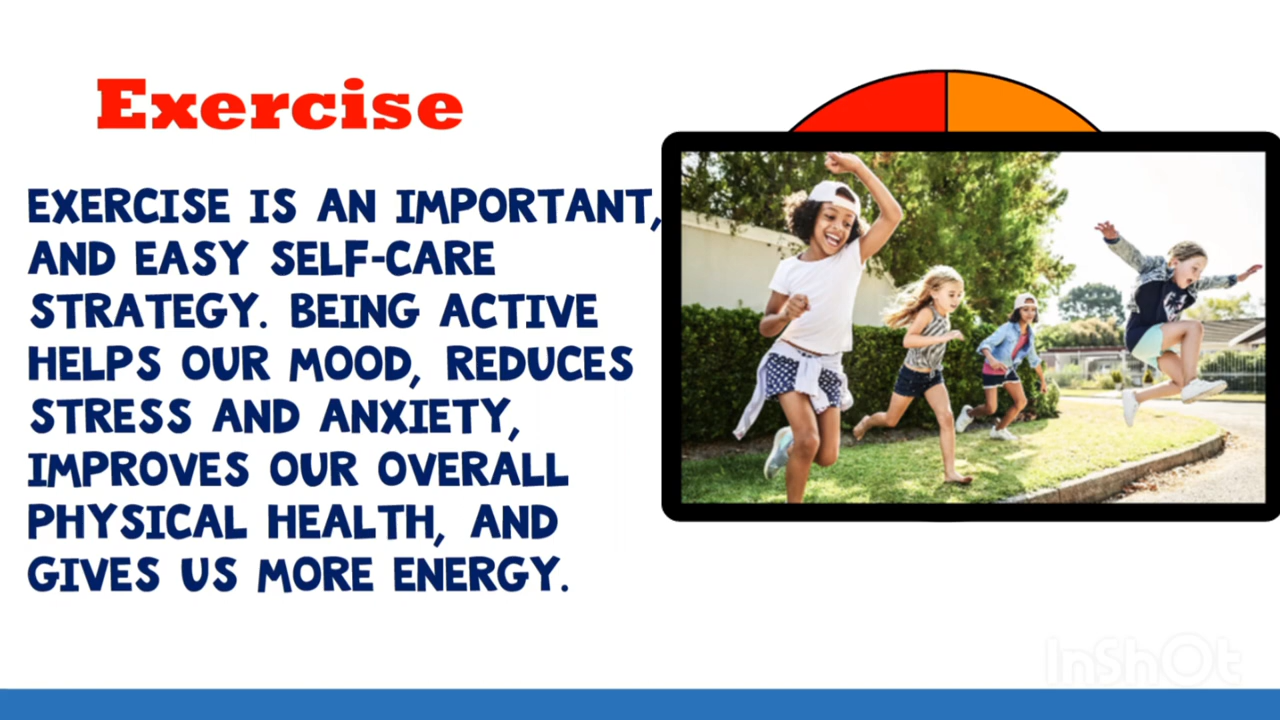 Exercise
EXERCISE IS AN IMPORTANT,
AND EASY SELF-CARE
STRATEGY. BEING ACTIVE
HELPS OUR MOOD, REDUCES
STRESS AND ANXIETY,
IMPROVES OUR OVERALL
PHYSICAL HEALTH, AND
GIVES US MORE ENERGY.
InShOt